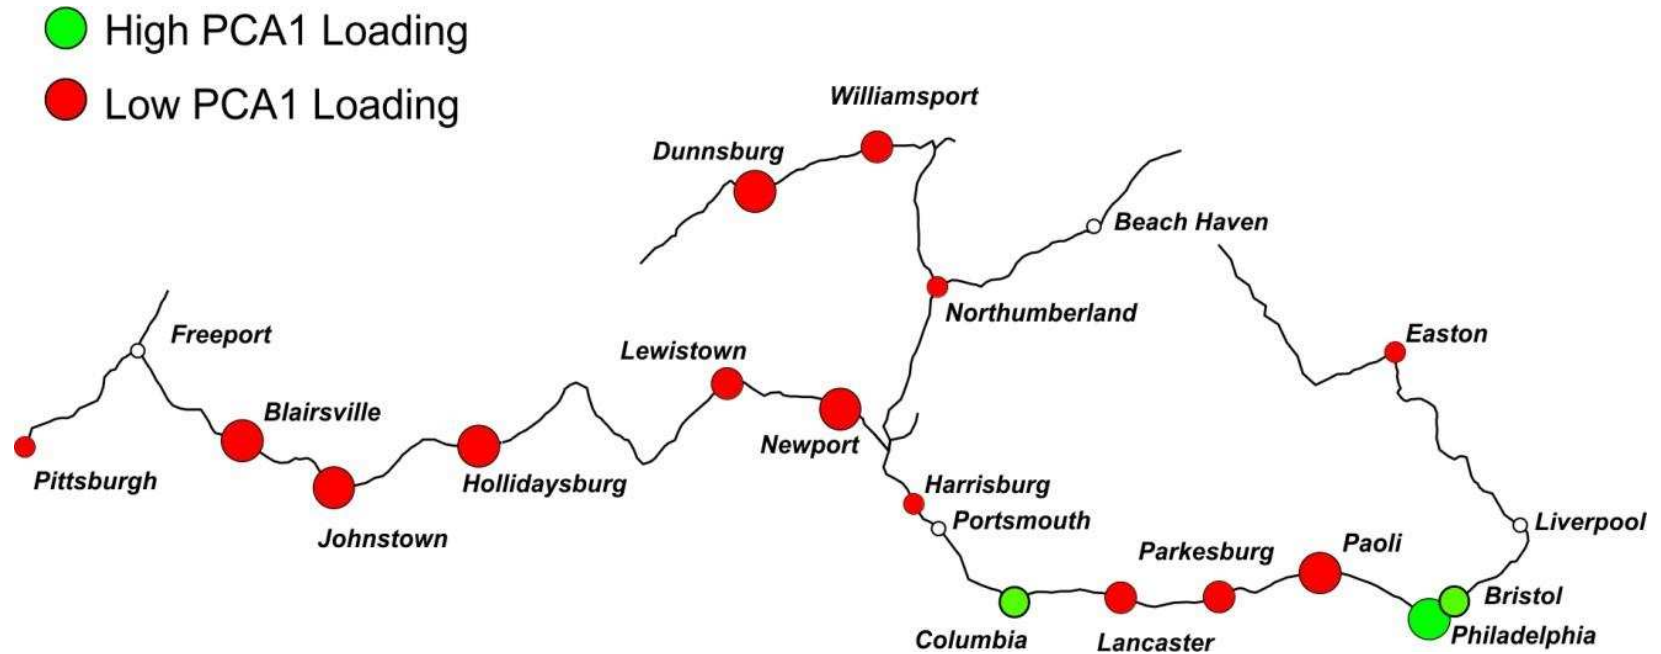 High PCA1 Loading
Low PCA1 Loading
Williamsport
Dunnsburg
Beach Haven
Northumberland
Freeport
Easton
Lewistown
Blairsville
Newport
Pittsburgh
Hollidaysburg
Harrisburg
Portsmouth
Liverpool
Johnstown
Parkesburg
Paoli
Bristol
Columbia
Lancaster
Philadelphia